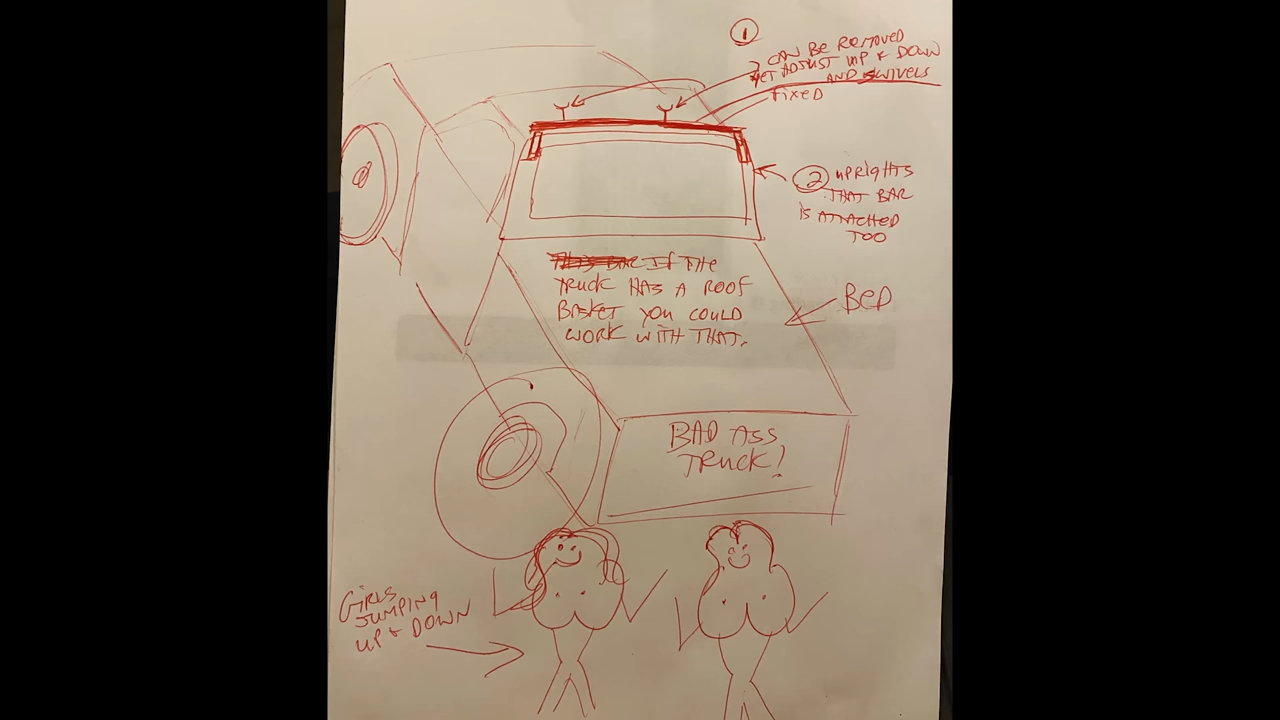 1
CAN BE REMOVED
YET ADJUST UP & DOWN
AND SWIVELS
fixed
2 UPRIGHTS
THAT BAR
IS ATTACHED
TOO
THIS BAR If THE
TRUCK HAS A ROOF
BASKET YOU COULD
WORK WITH THAT.
BED
BAD ASS
TRUCK!
GIRLS
JUMPING
UP & DOWN